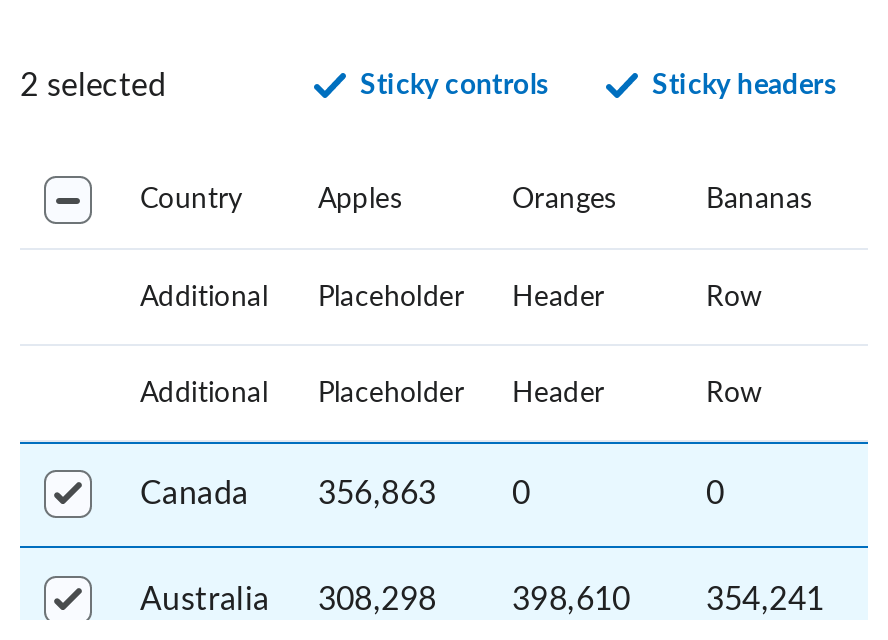 2 selected Sticky controls Sticky headers
Country Apples Oranges Bananas
Additional Placeholder Header Row
Additional Placeholder Header Row
Canada 356,863 0 0
Australia 308,298 398,610 354,241